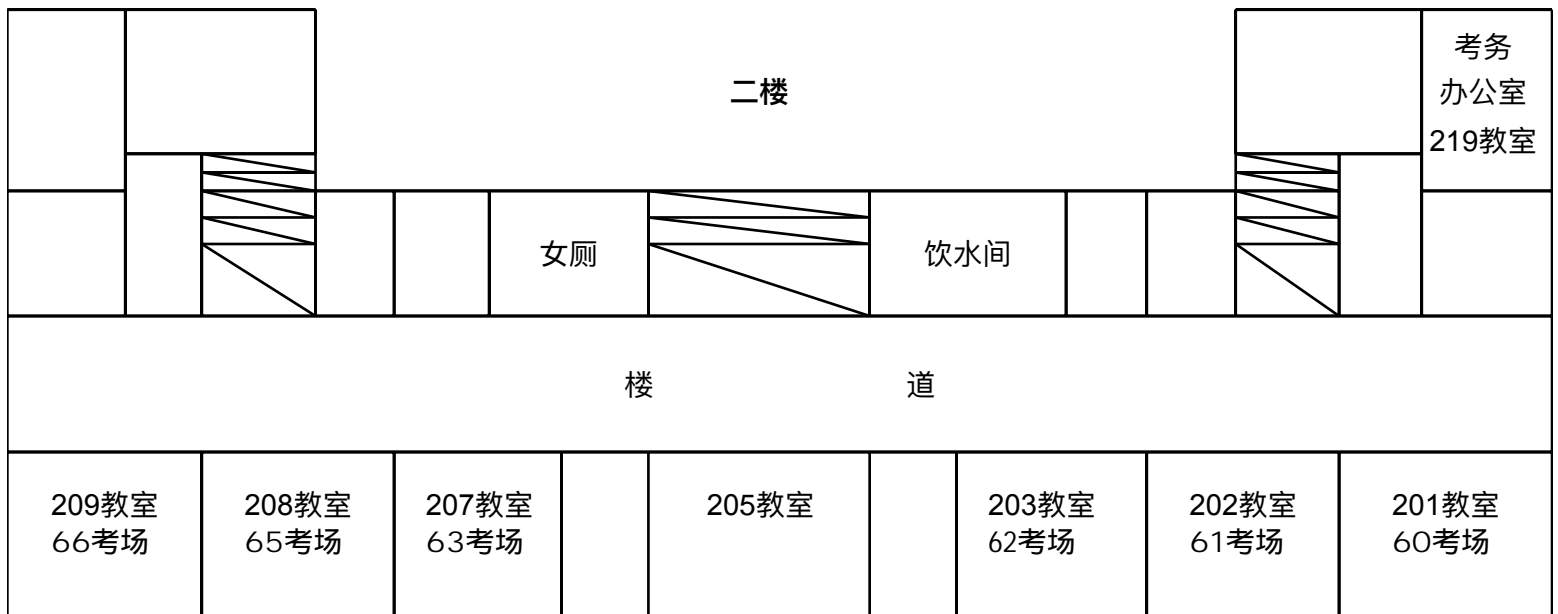 考务
办公室
219教室
二楼
女厕
饮水间
楼 道
209教室
66考场
208教室
65考场
207教室
63考场
205教室
203教室
62考场
202教室
61考场
201教室
60考场